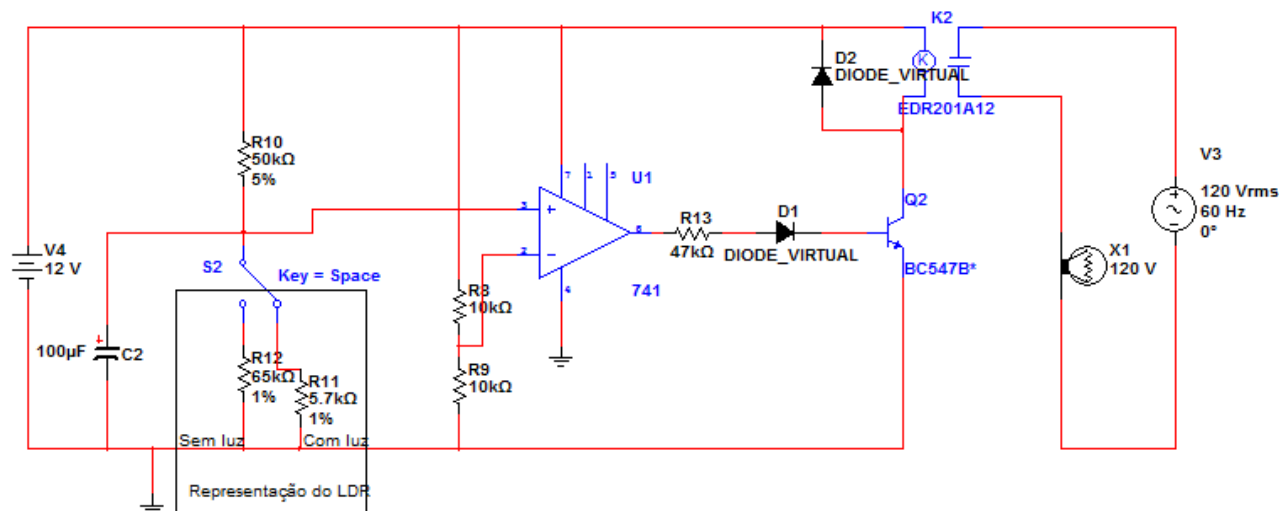 K2
D2
DIODE_VIRTUAL
K
EDR201A12
R10
50kΩ
5%
V3
120 Vrms
60 Hz
0°
7
1
5
U1
3
+
2
−
6
4
741
R13
47kΩ
D1
DIODE_VIRTUAL
Q2
BC547B*
X1
120 V
V4
12 V
S2
Key = Space
R8
10kΩ
100µF
+
C2
R12
65kΩ
1%
R11
5.7kΩ
1%
R9
10kΩ
Sem luz
Com luz
Representação do LDR